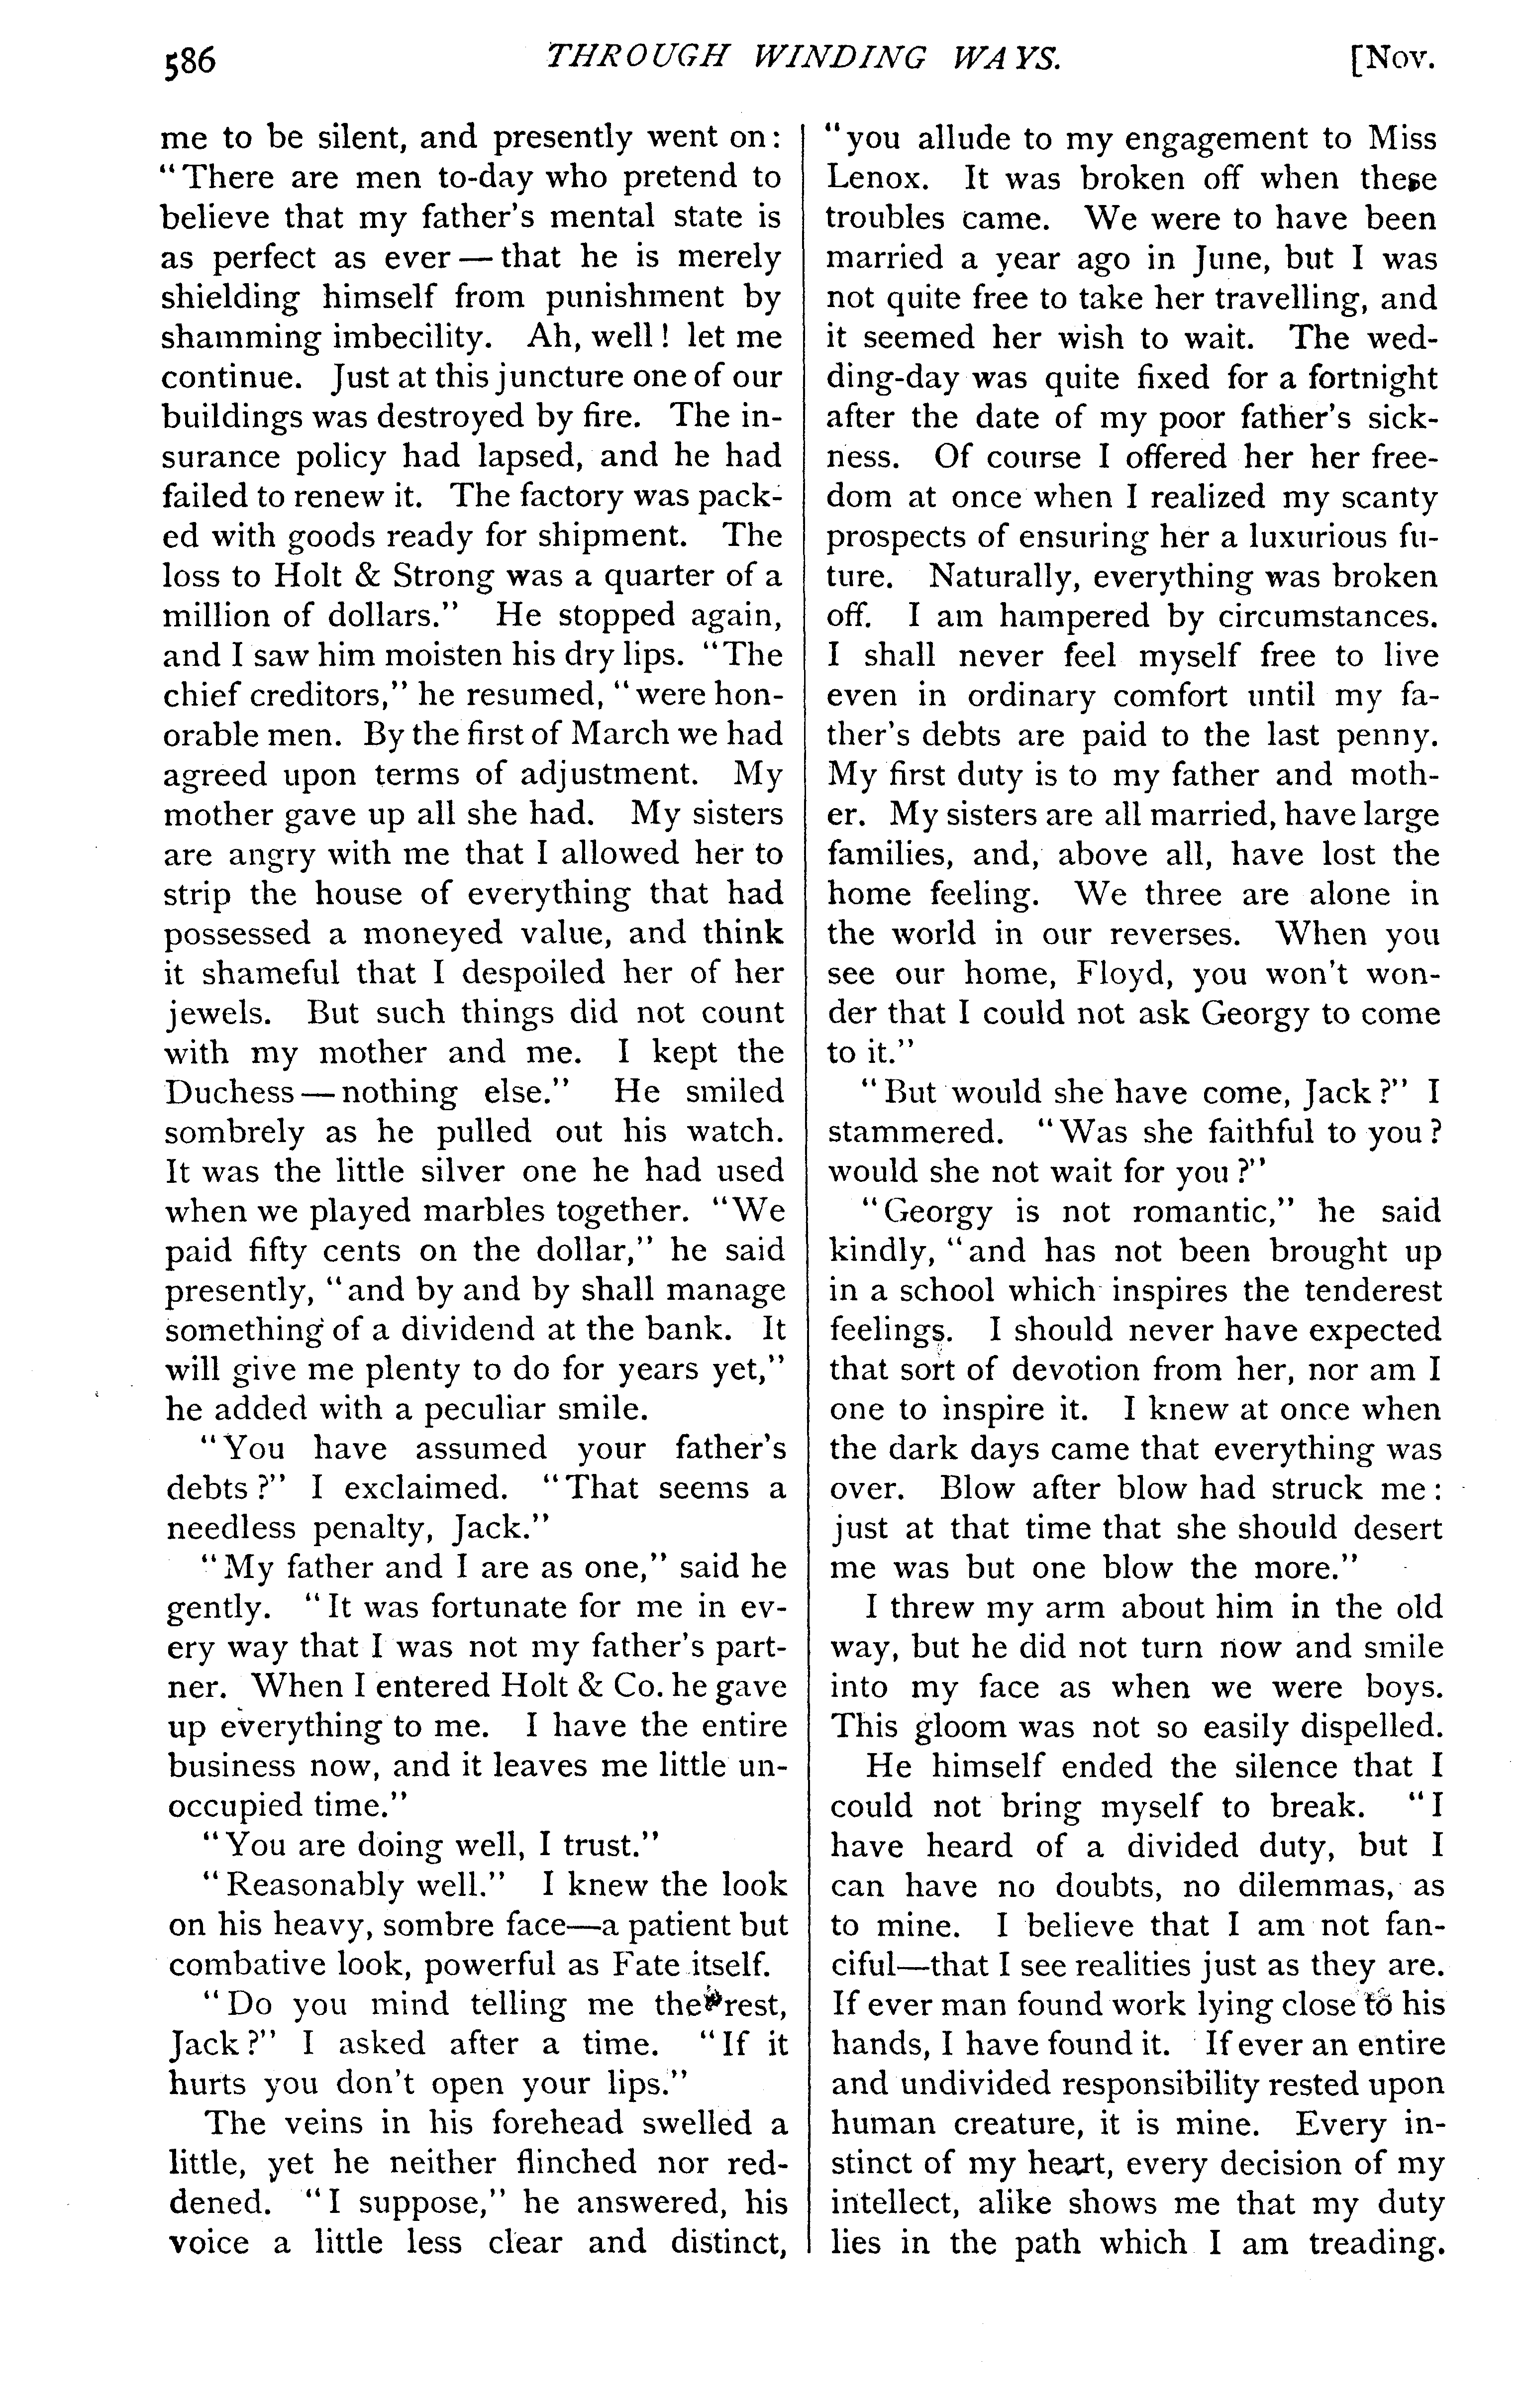 586 THROUGH WINDING WAYS. [Nov.
me to be silent, and presently went on:
"There are men to-day who pretend to
believe that my father's mental state is
as perfect as ever — that he is merely
shielding himself from punishment by
shamming imbecility. Ah, well! let me
continue. Just at this juncture one of our
buildings was destroyed by fire. The in-
surance policy had lapsed, and he had
failed to renew it. The factory was pack-
ed with goods ready for shipment. The
loss to Holt & Strong was a quarter of a
million of dollars." He stopped again,
and I saw him moisten his dry lips. "The
chief creditors," he resumed, "were hon-
orable men. By the first of March we had
agreed upon terms of adjustment. My
mother gave up all she had. My sisters
are angry with me that I allowed her to
strip the house of everything that had
possessed a moneyed value, and think
it shameful that I despoiled her of her
jewels. But such things did not count
with my mother and me. I kept the
Duchess — nothing else." He smiled
sombrely as he pulled out his watch.
It was the little silver one he had used
when we played marbles together. "We
paid fifty cents on the dollar," he said
presently, "and by and by shall manage
something of a dividend at the bank. It
will give me plenty to do for years yet,"
he added with a peculiar smile.
"You have assumed your father's
debts?" I exclaimed. "That seems a
needless penalty, Jack."
"My father and I are as one," said he
gently. "It was fortunate for me in ev-
ery way that I was not my father's part-
ner. When I entered Holt & Co. he gave
up everything to me. I have the entire
business now, and it leaves me little un-
occupied time."
"You are doing well, I trust."
"Reasonably well." I knew the look
on his heavy, sombre face—a patient but
combative look, powerful as Fate itself.
"Do you mind telling me the rest,
Jack?" I asked after a time. "If it
hurts you don't open your lips."
The veins in his forehead swelled a
little, yet he neither flinched nor red-
dened. "I suppose," he answered, his
voice a little less clear and distinct,
"you allude to my engagement to Miss
Lenox. It was broken off when these
troubles came. We were to have been
married a year ago in June, but I was
not quite free to take her travelling, and
it seemed her wish to wait. The wed-
ding-day was quite fixed for a fortnight
after the date of my poor father's sick-
ness. Of course I offered her her free-
dom at once when I realized my scanty
prospects of ensuring her a luxurious fu-
ture. Naturally, everything was broken
off. I am hampered by circumstances.
I shall never feel myself free to live
even in ordinary comfort until my fa-
ther's debts are paid to the last penny.
My first duty is to my father and moth-
er. My sisters are all married, have large
families, and, above all, have lost the
home feeling. We three are alone in
the world in our reverses. When you
see our home, Floyd, you won't won-
der that I could not ask Georgy to come
to it."
"But would she have come, Jack?" I
stammered. "Was she faithful to you?
would she not wait for you?"
"Georgy is not romantic," he said
kindly, "and has not been brought up
in a school which inspires the tenderest
feelings. I should never have expected
that sort of devotion from her, nor am I
one to inspire it. I knew at once when
the dark days came that everything was
over. Blow after blow had struck me:
just at that time that she should desert
me was but one blow the more."
I threw my arm about him in the old
way, but he did not turn now and smile
into my face as when we were boys.
This gloom was not so easily dispelled.
He himself ended the silence that I
could not bring myself to break. "I
have heard of a divided duty, but I
can have no doubts, no dilemmas, as
to mine. I believe that I am not fan-
ciful—that I see realities just as they are.
If ever man found work lying close to his
hands, I have found it. If ever an entire
and undivided responsibility rested upon
human creature, it is mine. Every in-
stinct of my heart, every decision of my
intellect, alike shows me that my duty
lies in the path which I am treading.